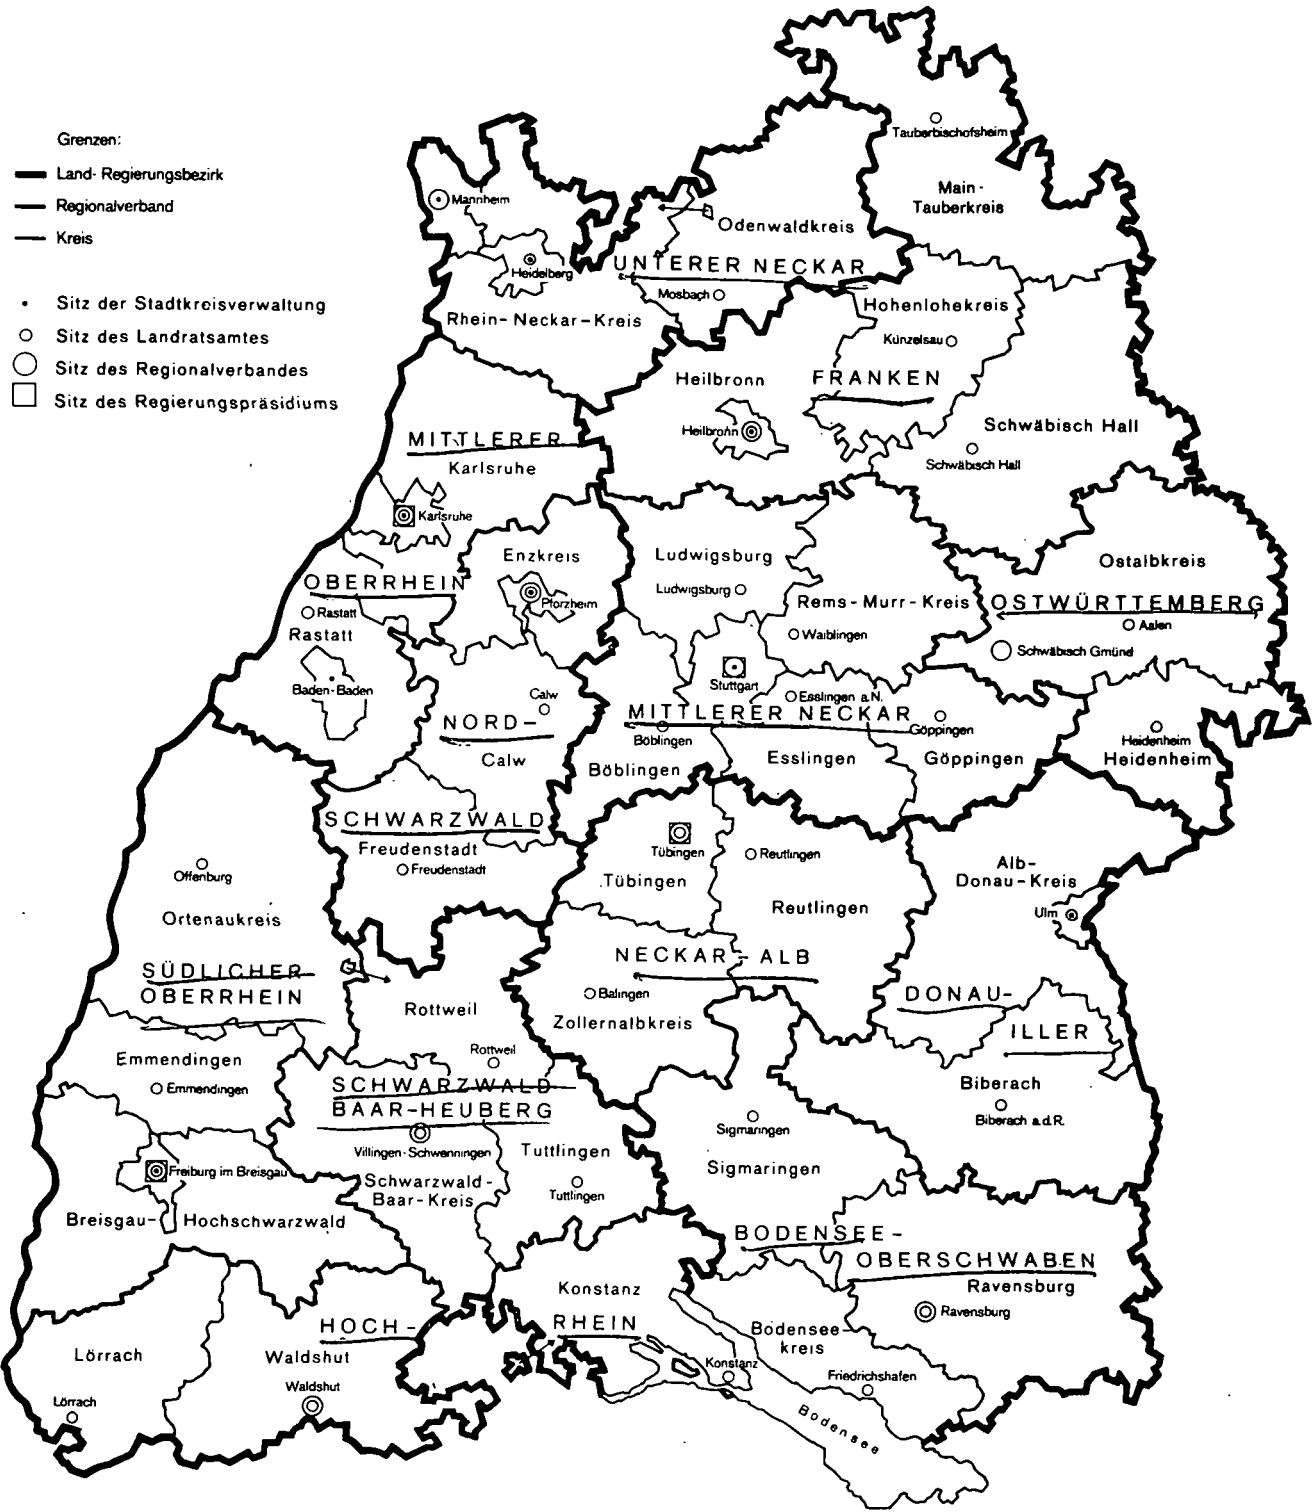 Grenzen:
Land- Regierungsbezirk
Regionalverband
Kreis
Sitz der Stadtkreisverwaltung
Sitz des Landratsamtes
Sitz des Regionalverbandes
Sitz des Regierungspräsidiums
Tauberbischofsheim
Main-
Tauberkreis
Mannheim
Odenwaldkreis
Heidelberg
UNTERER NECKAR
Mosbach
Hohenlohekreis
Rhein-Neckar-Kreis
Künzelsau
Heilbronn
FRANKEN
Heilbronn
Schwäbisch Hall
Schwäbisch Hall
MITTLERER
Karlsruhe
Karlsruhe
Enzkreis
Ludwigsburg
Ostalbkreis
OBERRHEIN
Ludwigsburg
Pforzheim
Rems-Murr-Kreis
OSTWÜRTTEMBERG
Rastatt
Rastatt
Waiblingen
Aalen
Schwäbisch Gmünd
Baden-Baden
Stuttgart
Calw
Esslingen a.N.
NORD-
MITTLERER NECKAR
Göppingen
Böblingen
Heidenheim
Calw
Böblingen
Esslingen
Göppingen
Heidenheim
SCHWARZWALD
Freudenstadt
Freudenstadt
Tübingen
Reutlingen
Tübingen
Reutlingen
Alb-
Donau-Kreis
Ulm
Offenburg
Ortenaukreis
SÜDLICHER
OBERRHEIN
NECKAR-ALB
Balingen
Zollernalbkreis
DONAU-
ILLER
Rottweil
Rottweil
Emmendingen
Emmendingen
SCHWARZWALD
BAAR-HEUBERG
Biberach
Biberach a.d.R.
Sigmaringen
Villingen-Schwenningen
Tuttlingen
Sigmaringen
Freiburg im Breisgau
Schwarzwald-
Baar-Kreis
Tuttlingen
Breisgau-Hochschwarzwald
BODENSEE-
OBERSCHWABEN
Ravensburg
Ravensburg
Konstanz
HOCH-
RHEIN
Bodensee-
kreis
Lörrach
Waldshut
Konstanz
Friedrichshafen
Waldshut
Lörrach
Bodensee